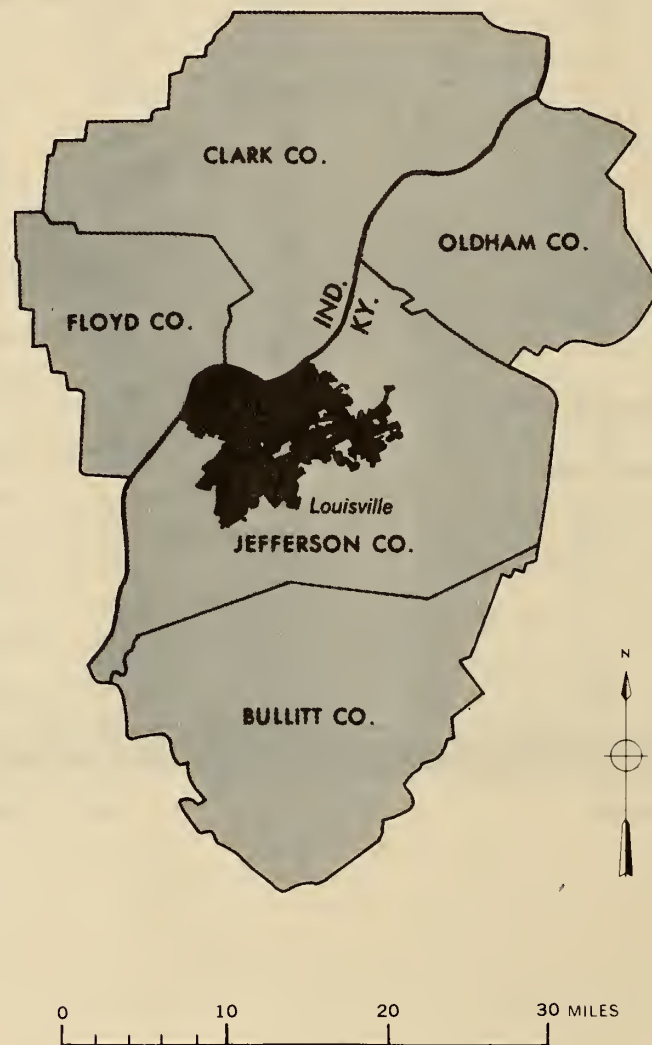 CLARK CO.
OLDHAM CO.
IND.
KY.
FLOYD CO.
Louisville
JEFFERSON CO.
N
BULLITT CO.
0 10 20 30 MILES